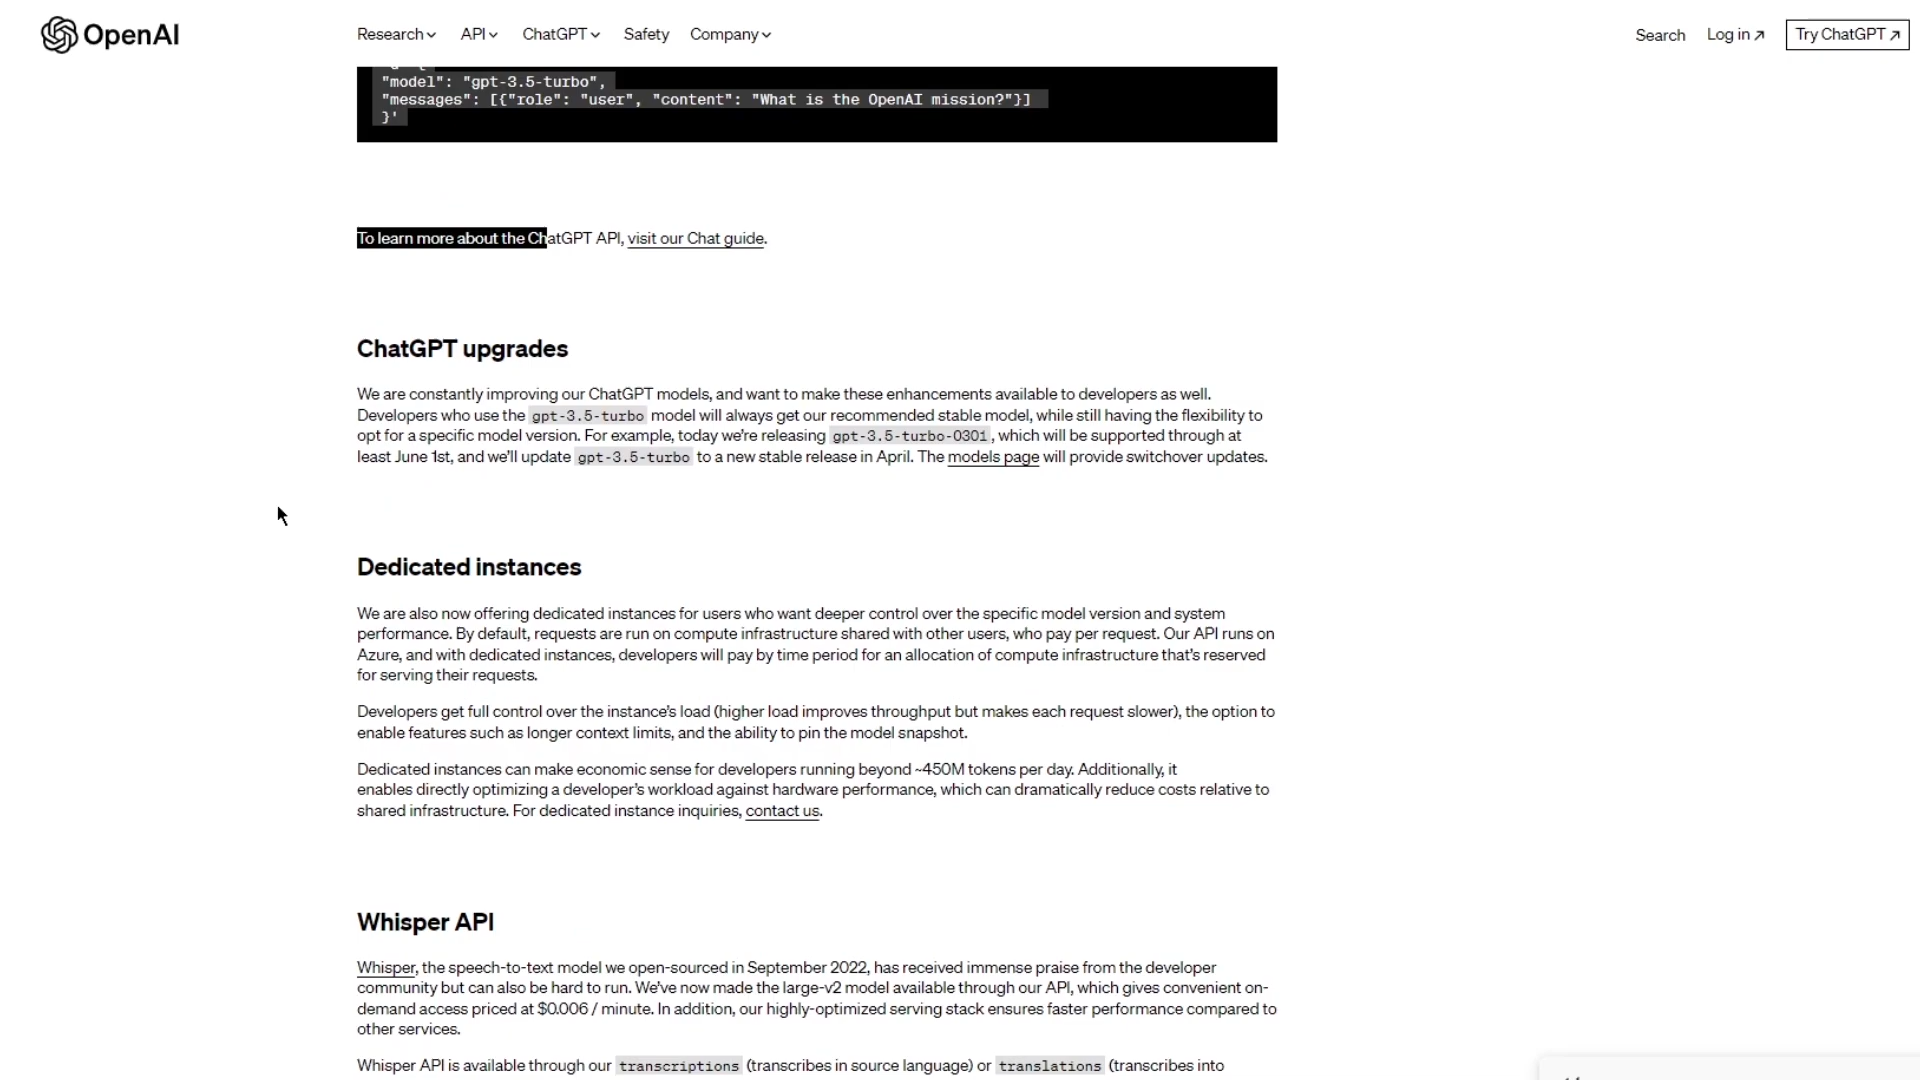 OpenAI
Research
API
ChatGPT
Safety
Company
Search
Log in ↗
Try ChatGPT ↗
"model": "gpt-3.5-turbo",
"messages": [{"role": "user", "content": "What is the OpenAI mission?"}]
}'
To learn more about the ChatGPT API, visit our Chat guide.
ChatGPT upgrades
We are constantly improving our ChatGPT models, and want to make these enhancements available to developers as well.
Developers who use the gpt-3.5-turbo model will always get our recommended stable model, while still having the flexibility to
opt for a specific model version. For example, today we’re releasing gpt-3.5-turbo-0301, which will be supported through at
least June 1st, and we’ll update gpt-3.5-turbo to a new stable release in April. The models page will provide switchover updates.
Dedicated instances
We are also now offering dedicated instances for users who want deeper control over the specific model version and system
performance. By default, requests are run on compute infrastructure shared with other users, who pay per request. Our API runs on
Azure, and with dedicated instances, developers will pay by time period for an allocation of compute infrastructure that’s reserved
for serving their requests.
Developers get full control over the instance’s load (higher load improves throughput but makes each request slower), the option to
enable features such as longer context limits, and the ability to pin the model snapshot.
Dedicated instances can make economic sense for developers running beyond ~450M tokens per day. Additionally, it
enables directly optimizing a developer’s workload against hardware performance, which can dramatically reduce costs relative to
shared infrastructure. For dedicated instance inquiries, contact us.
Whisper API
Whisper, the speech-to-text model we open-sourced in September 2022, has received immense praise from the developer
community but can also be hard to run. We’ve now made the large-v2 model available through our API, which gives convenient on-
demand access priced at $0.006 / minute. In addition, our highly-optimized serving stack ensures faster performance compared to
other services.
Whisper API is available through our transcriptions (transcribes in source language) or translations (transcribes into